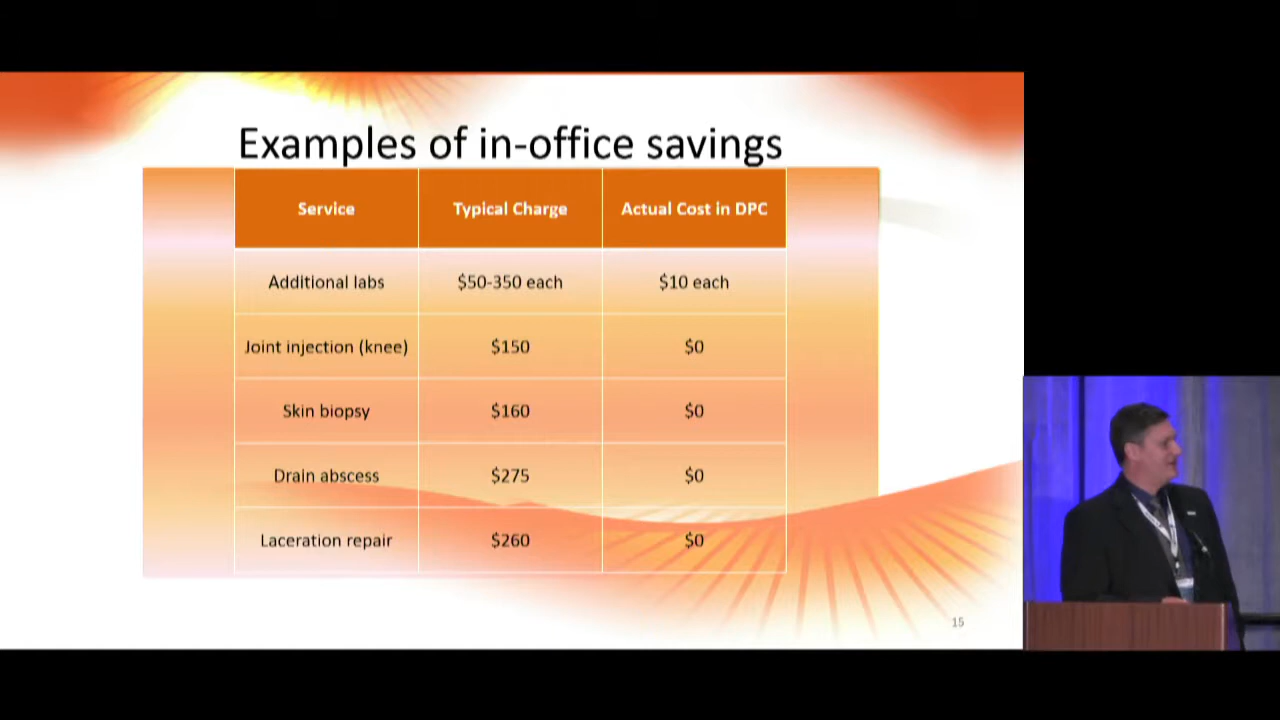 Examples of in-office savings
Service Typical Charge Actual Cost in DPC
Additional labs $50-350 each $10 each
Joint injection (knee) $150 $0
Skin biopsy $160 $0
Drain abscess $275 $0
Laceration repair $260 $0
15